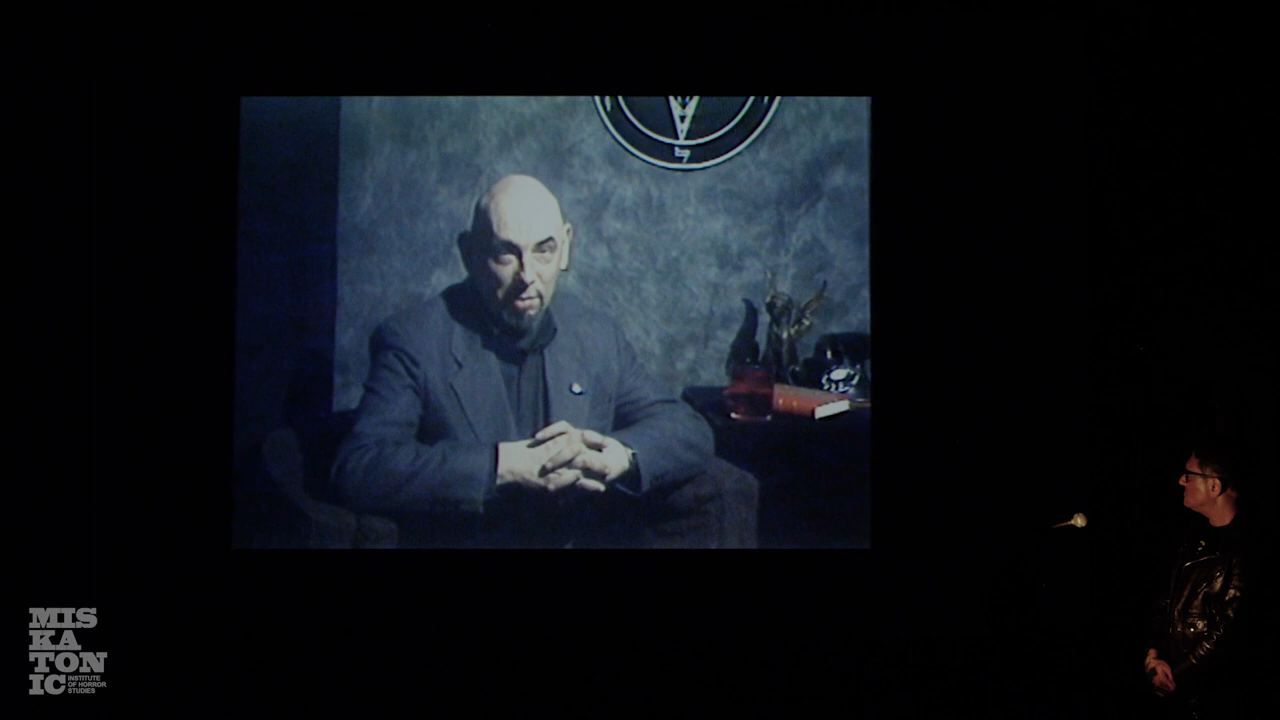 ל
MIS
KA
TON
IC INSTITUTE
OF HORROR
STUDIES